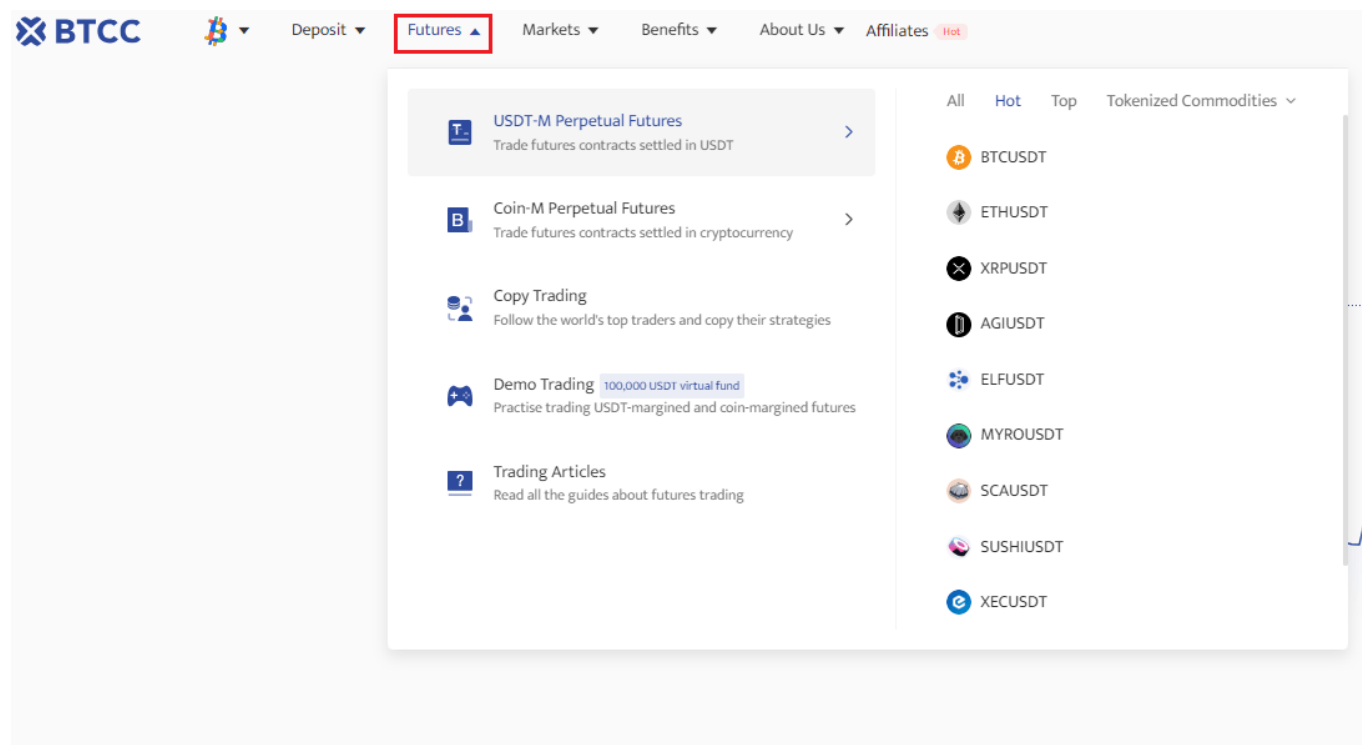 BTCC
Deposit
Futures
Markets
Benefits
About Us
Affiliates
Hot
USDT-M Perpetual Futures
Trade futures contracts settled in USDT
Coin-M Perpetual Futures
Trade futures contracts settled in cryptocurrency
Copy Trading
Follow the world's top traders and copy their strategies
Demo Trading 100,000 USDT virtual fund
Practise trading USDT-margined and coin-margined futures
Trading Articles
Read all the guides about futures trading
All Hot Top Tokenized Commodities
BTCUSDT
ETHUSDT
XRPUSDT
AGIUSDT
ELFUSDT
MYROUSDT
SCAUSDT
SUSHIUSDT
XECUSDT